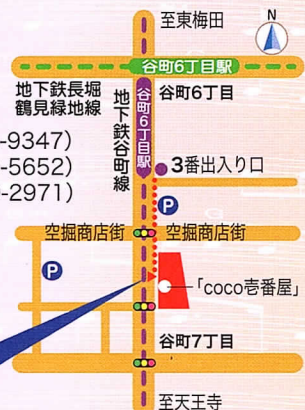 至東梅田
N
谷町6丁目駅
地下鉄長堀
鶴見緑地線
谷町6丁目
地下鉄谷町線
谷町6丁目駅
-9347)
-5652)
-2971)
3番出入り口
P
空掘商店街
空掘商店街
P
「coco壱番屋」
谷町7丁目
至天王寺